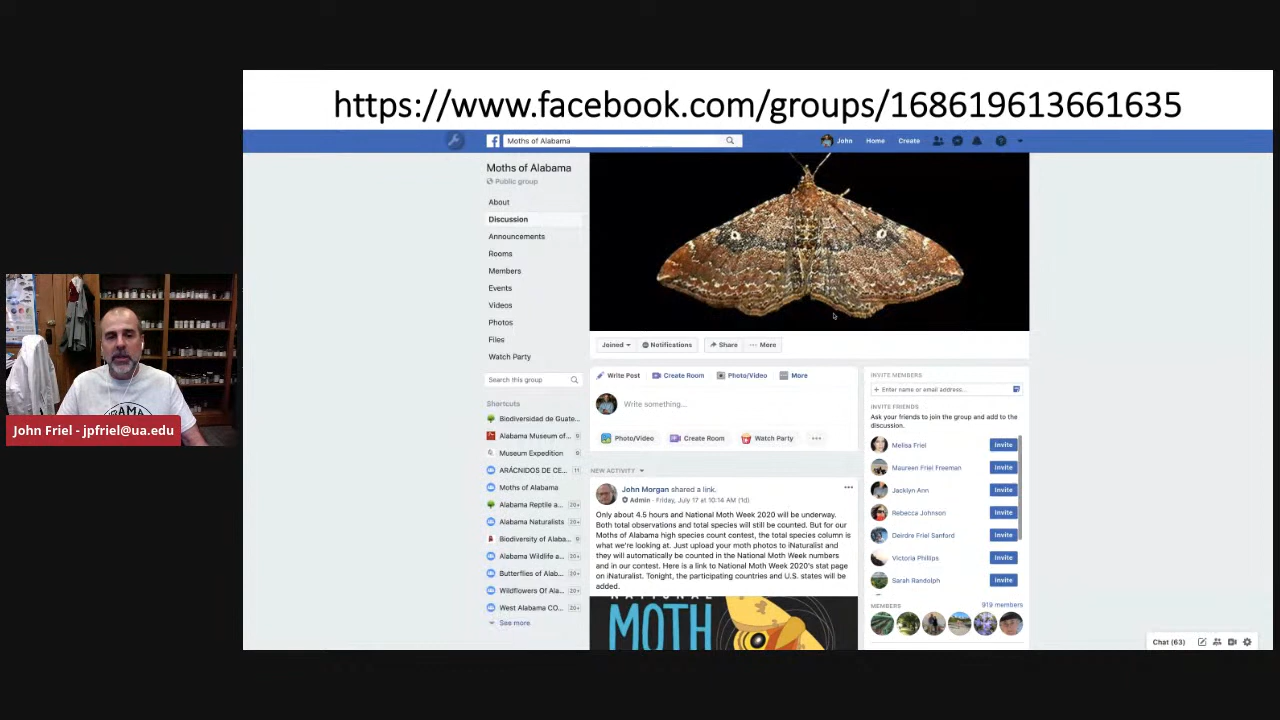 https://www.facebook.com/groups/168619613661635
Moths of Alabama
John
Home
Create
Moths of Alabama
Public group
About
Discussion
Announcements
Rooms
Members
Events
Videos
Photos
Files
Watch Party
Search this group
Shortcuts
Biodiversidad de Guate...
Alabama Museum of...
Museum Expedition
ARÁCNIDOS DE CE... 11
Moths of Alabama
Alabama Reptile a... 20+
Alabama Naturalists 20+
Biodiversity of Alaba...
Alabama Wildlife a... 20+
Butterflies of Alab... 20+
Wildflowers Of Ala... 20+
West Alabama CO... 20+
See more
Joined
Notifications
Share
More
Write Post
Create Room
Photo/Video
More
Write something...
Photo/Video
Create Room
Watch Party
NEW ACTIVITY
John Morgan shared a link.
Admin · Friday, July 17 at 10:14 AM (1d)
Only about 4.5 hours and National Moth Week 2020 will be underway.
Both total observations and total species will still be counted. But for our
Moths of Alabama high species count contest, the total species column is
what we're looking at. Just upload your moth photos to iNaturalist and
they will automatically be counted in the National Moth Week numbers
and in our contest. Here is a link to National Moth Week 2020's stat page
on iNaturalist. Tonight, the participating countries and U.S. states will be
added.
NATIONAL
MOTH
INVITE MEMBERS
Enter name or email address...
INVITE FRIENDS
Ask your friends to join the group and add to the
discussion.
Melisa Friel Invite
Maureen Friel Freeman Invite
Jacklyn Ann Invite
Rebecca Johnson Invite
Deirdre Friel Sanford Invite
Victoria Phillips Invite
Sarah Randolph Invite
MEMBERS 919 members
Chat (63)
John Friel - jpfriel@ua.edu